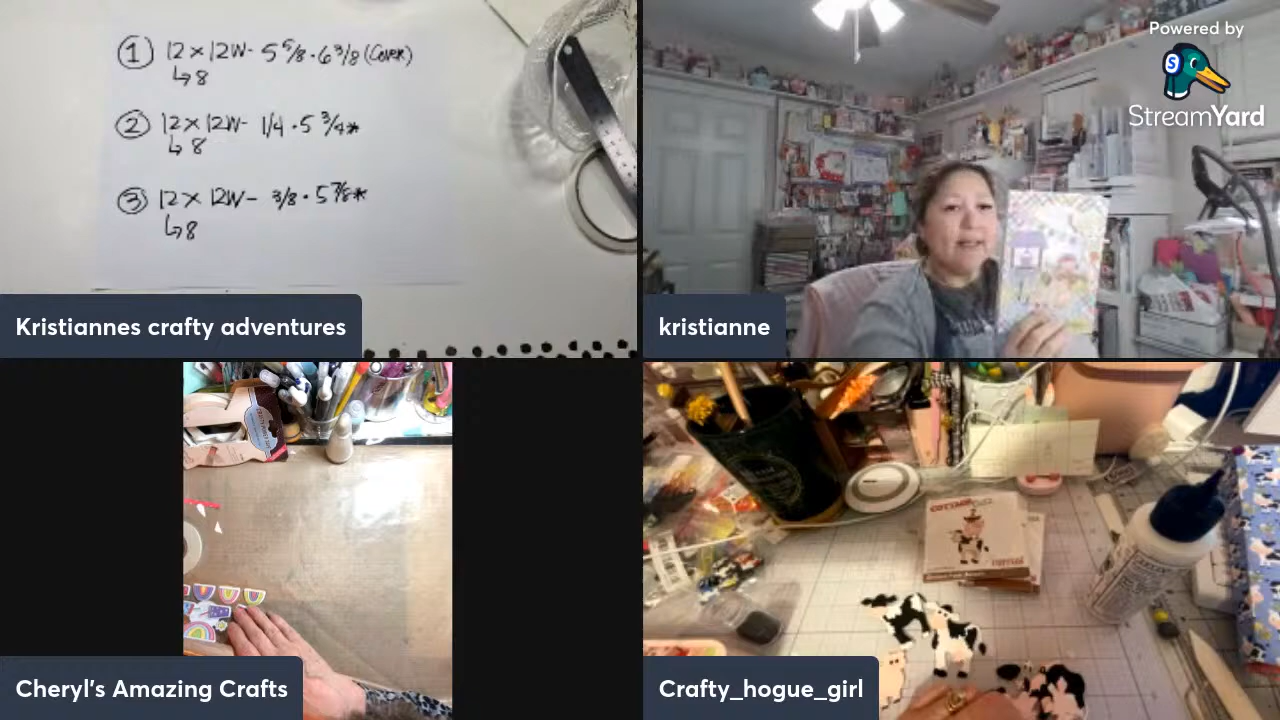 ① 12 x 12W- 5 5/8 · 6 3/8 (COVER)
↳8
② 12 x 12W- 1/4 · 5 3/4*
↳8
③ 12 x 12W- 3/8 · 5 7/8*
↳8
Kristiannes crafty adventures
Powered by
S
StreamYard
kristianne
Cheryl's Amazing Crafts
COTTAGE
Crafty_hogue_girl